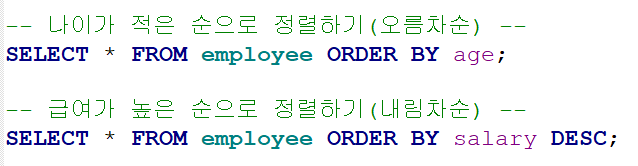 -- 나이가 적은 순으로 정렬하기(오름차순) --
SELECT * FROM employee ORDER BY age;
-- 급여가 높은 순으로 정렬하기(내림차순) --
SELECT * FROM employee ORDER BY salary DESC;